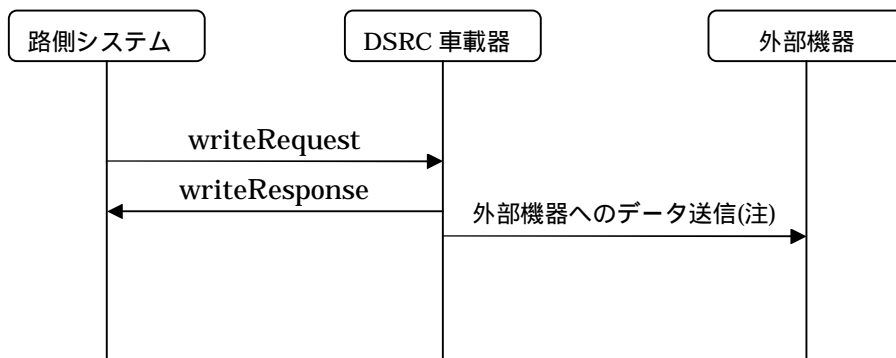 路側システム
DSRC 車載器
外部機器
writeRequest
writeResponse
外部機器へのデータ送信(注)